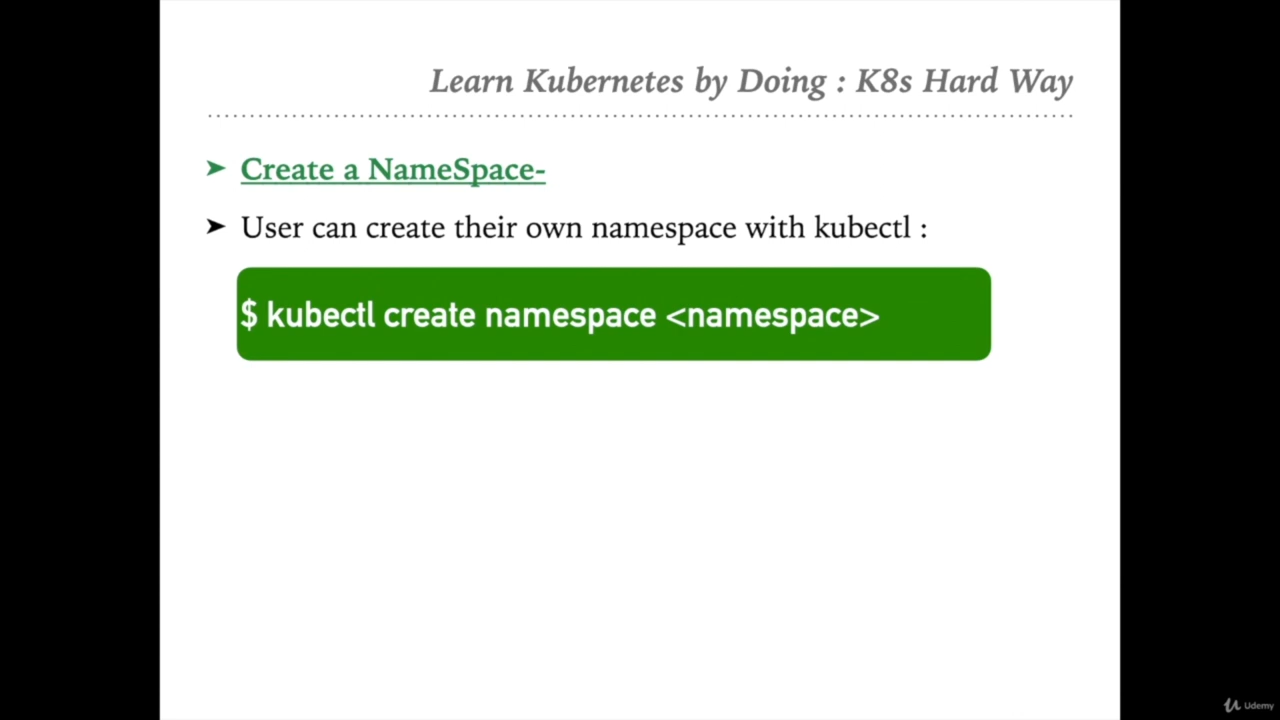 Learn Kubernetes by Doing : K8s Hard Way
➤ Create a NameSpace-
➤ User can create their own namespace with kubectl :
$ kubectl create namespace <namespace>
Udemy